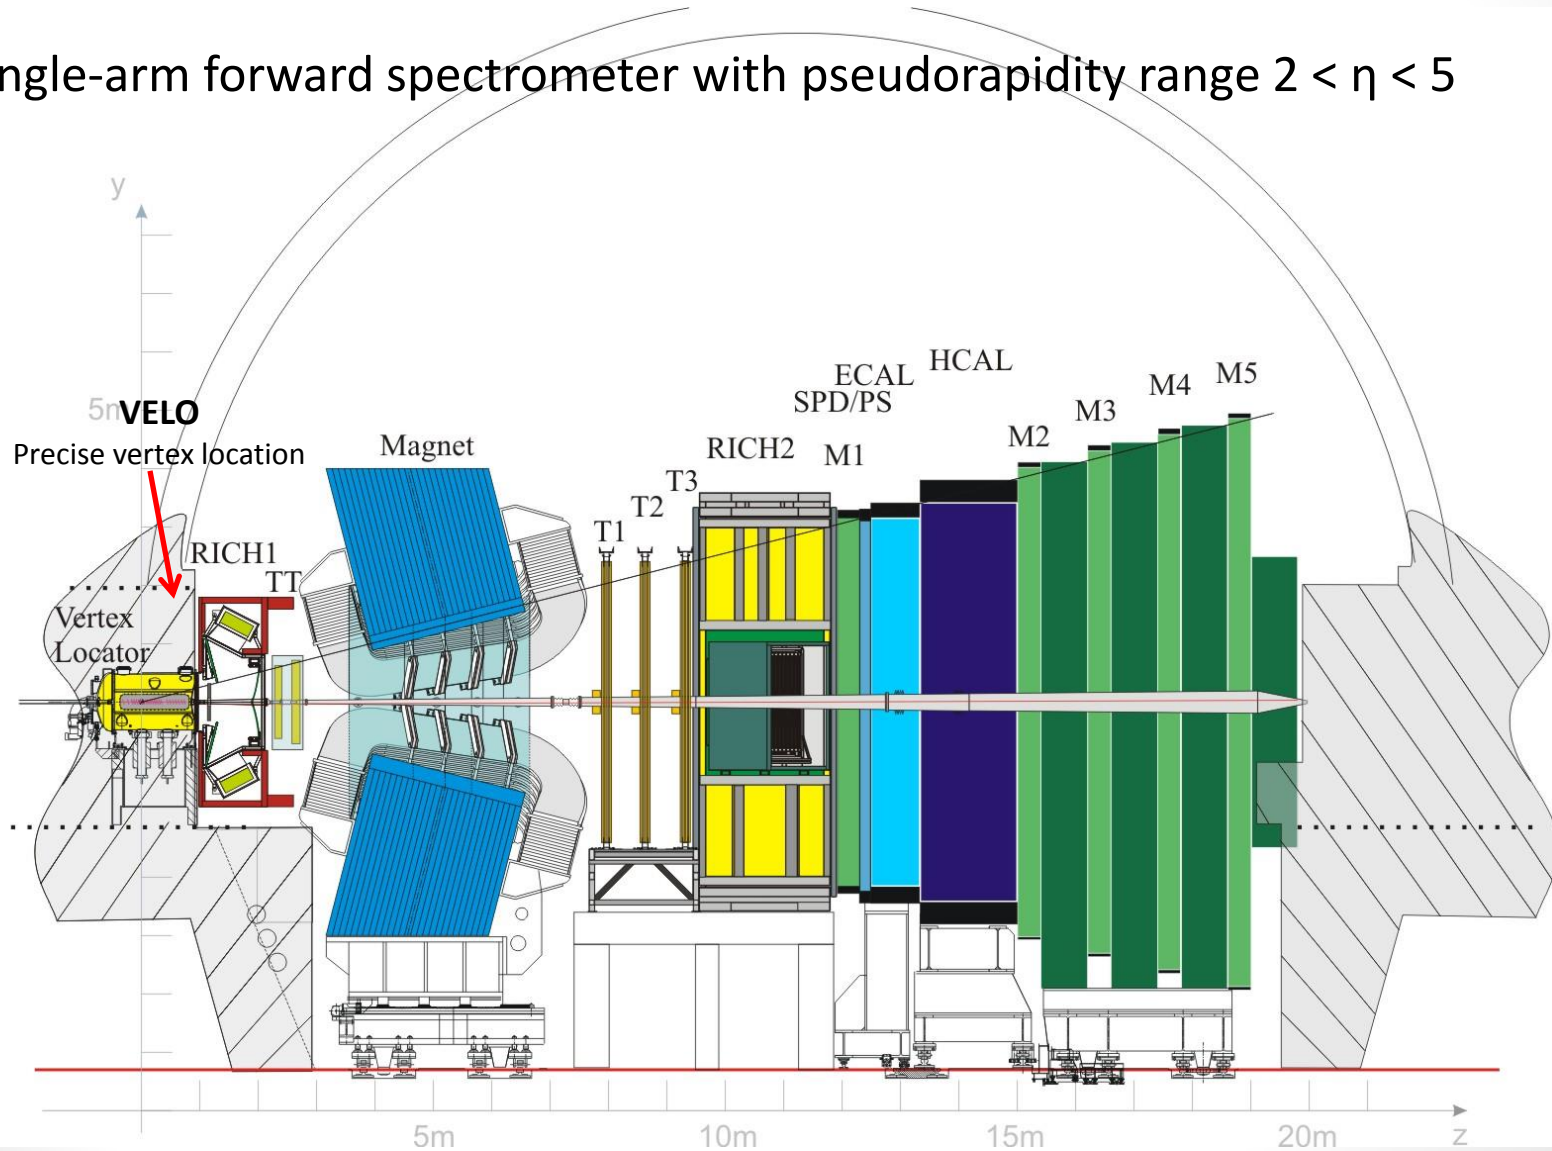 ngle-arm forward spectrometer with pseudorapidity range 2 < η < 5
y
5m
VELO
Precise vertex location
Magnet
HCAL
ECAL
SPD/PS
M5
M4
M3
M2
RICH2
M1
T3
T2
T1
RICH1
TT
Vertex
Locator
5m
10m
15m
20m
z